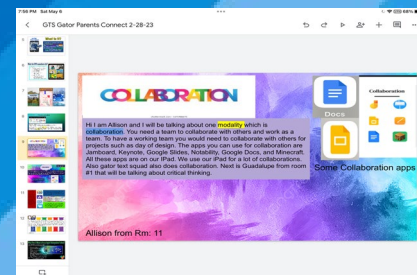 7:56 PM Sat May 6
68%
GTS Gator Parents Connect 2-28-23
COLLABORATION
Hi I am Allison and I will be talking about one modality which is
collaboration. You need a team to collaborate with others and work as a
team. To have a working team you would need to collaborate with others for
projects such as day of design. The apps you can use for collaboration are
Jamboard, Keynote, Google Slides, Notability, Google Docs, and Minecraft.
All these apps are on our iPad. We use our iPad for a lot of collaborations.
Also gator text squad also does collaboration. Next is Guadalupe from room
#1 that will be talking about critical thinking.
Allison from Rm: 11
Docs
Collaboration
Some Collaboration apps